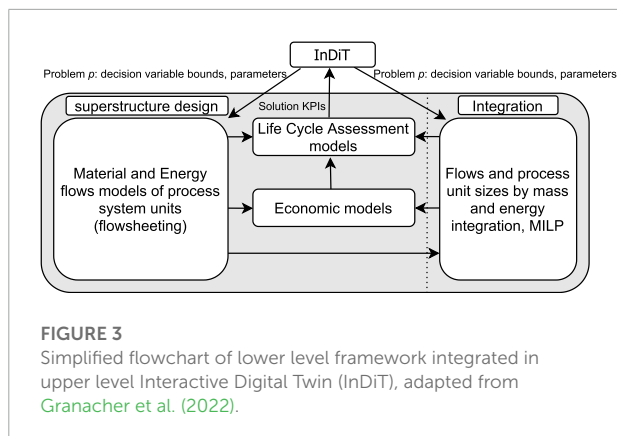 InDiT
Problem p: decision variable bounds, parameters
Problem p: decision variable bounds, parameters
superstructure design
Solution KPIs
Integration
Life Cycle Assessment
models
Material and Energy
flows models of process
system units
(flowsheeting)
Economic models
Flows and process
unit sizes by mass
and energy
integration, MILP
FIGURE 3
Simplified flowchart of lower level framework integrated in
upper level Interactive Digital Twin (InDiT), adapted from
Granacher et al. (2022).